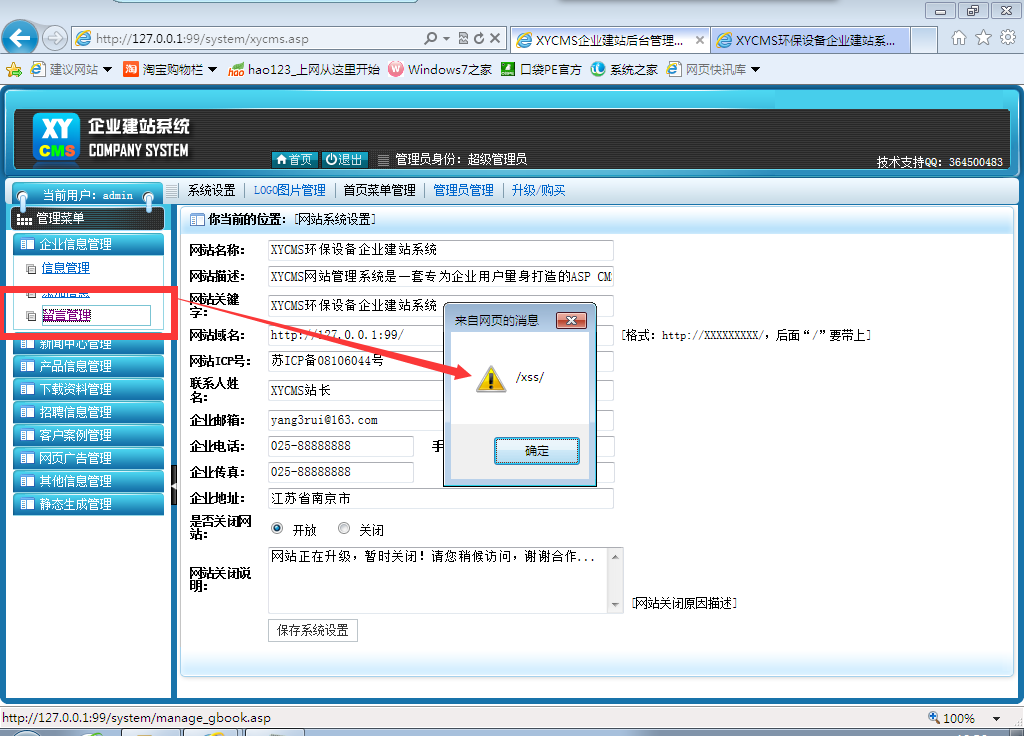 http://127.0.0.1:99/system/xycms.asp
XYCMS企业建站后台管理...
XYCMS环保设备企业建站系...
建议网站
淘宝购物栏
hao123_上网从这里开始
Windows7之家
口袋PE官方
系统之家
网页快讯库
XY CMS
企业建站系统
COMPANY SYSTEM
首页
退出
管理员身份：超级管理员
技术支持QQ：364500483
当前用户：admin
系统设置
LOGO图片管理
首页菜单管理
管理员管理
升级/购买
管理菜单
你当前的位置：[网站系统设置]
企业信息管理
信息管理
添加信息
留言管理
新闻中心管理
产品信息管理
下载资料管理
招聘信息管理
客户案例管理
网页广告管理
其他信息管理
静态生成管理
网站名称：
XYCMS环保设备企业建站系统
网站描述：
XYCMS网站管理系统是一套专为企业用户量身打造的ASP CM
网站关键字：
XYCMS环保设备企业建站系统
网站域名：
http://127.0.0.1:99/
[格式：http://XXXXXXXXX/，后面“/”要带上]
网站ICP号：
苏ICP备08106044号
联系人姓名：
XYCMS站长
企业邮箱：
yang3rui@163.com
企业电话：
025-88888888
手
企业传真：
025-88888888
企业地址：
江苏省南京市
是否关闭网站：
开放
关闭
网站关闭说明：
网站正在升级，暂时关闭！请您稍候访问，谢谢合作...
[网站关闭原因描述]
保存系统设置
来自网页的消息
/xss/
确定
http://127.0.0.1:99/system/manage_gbook.asp
100%